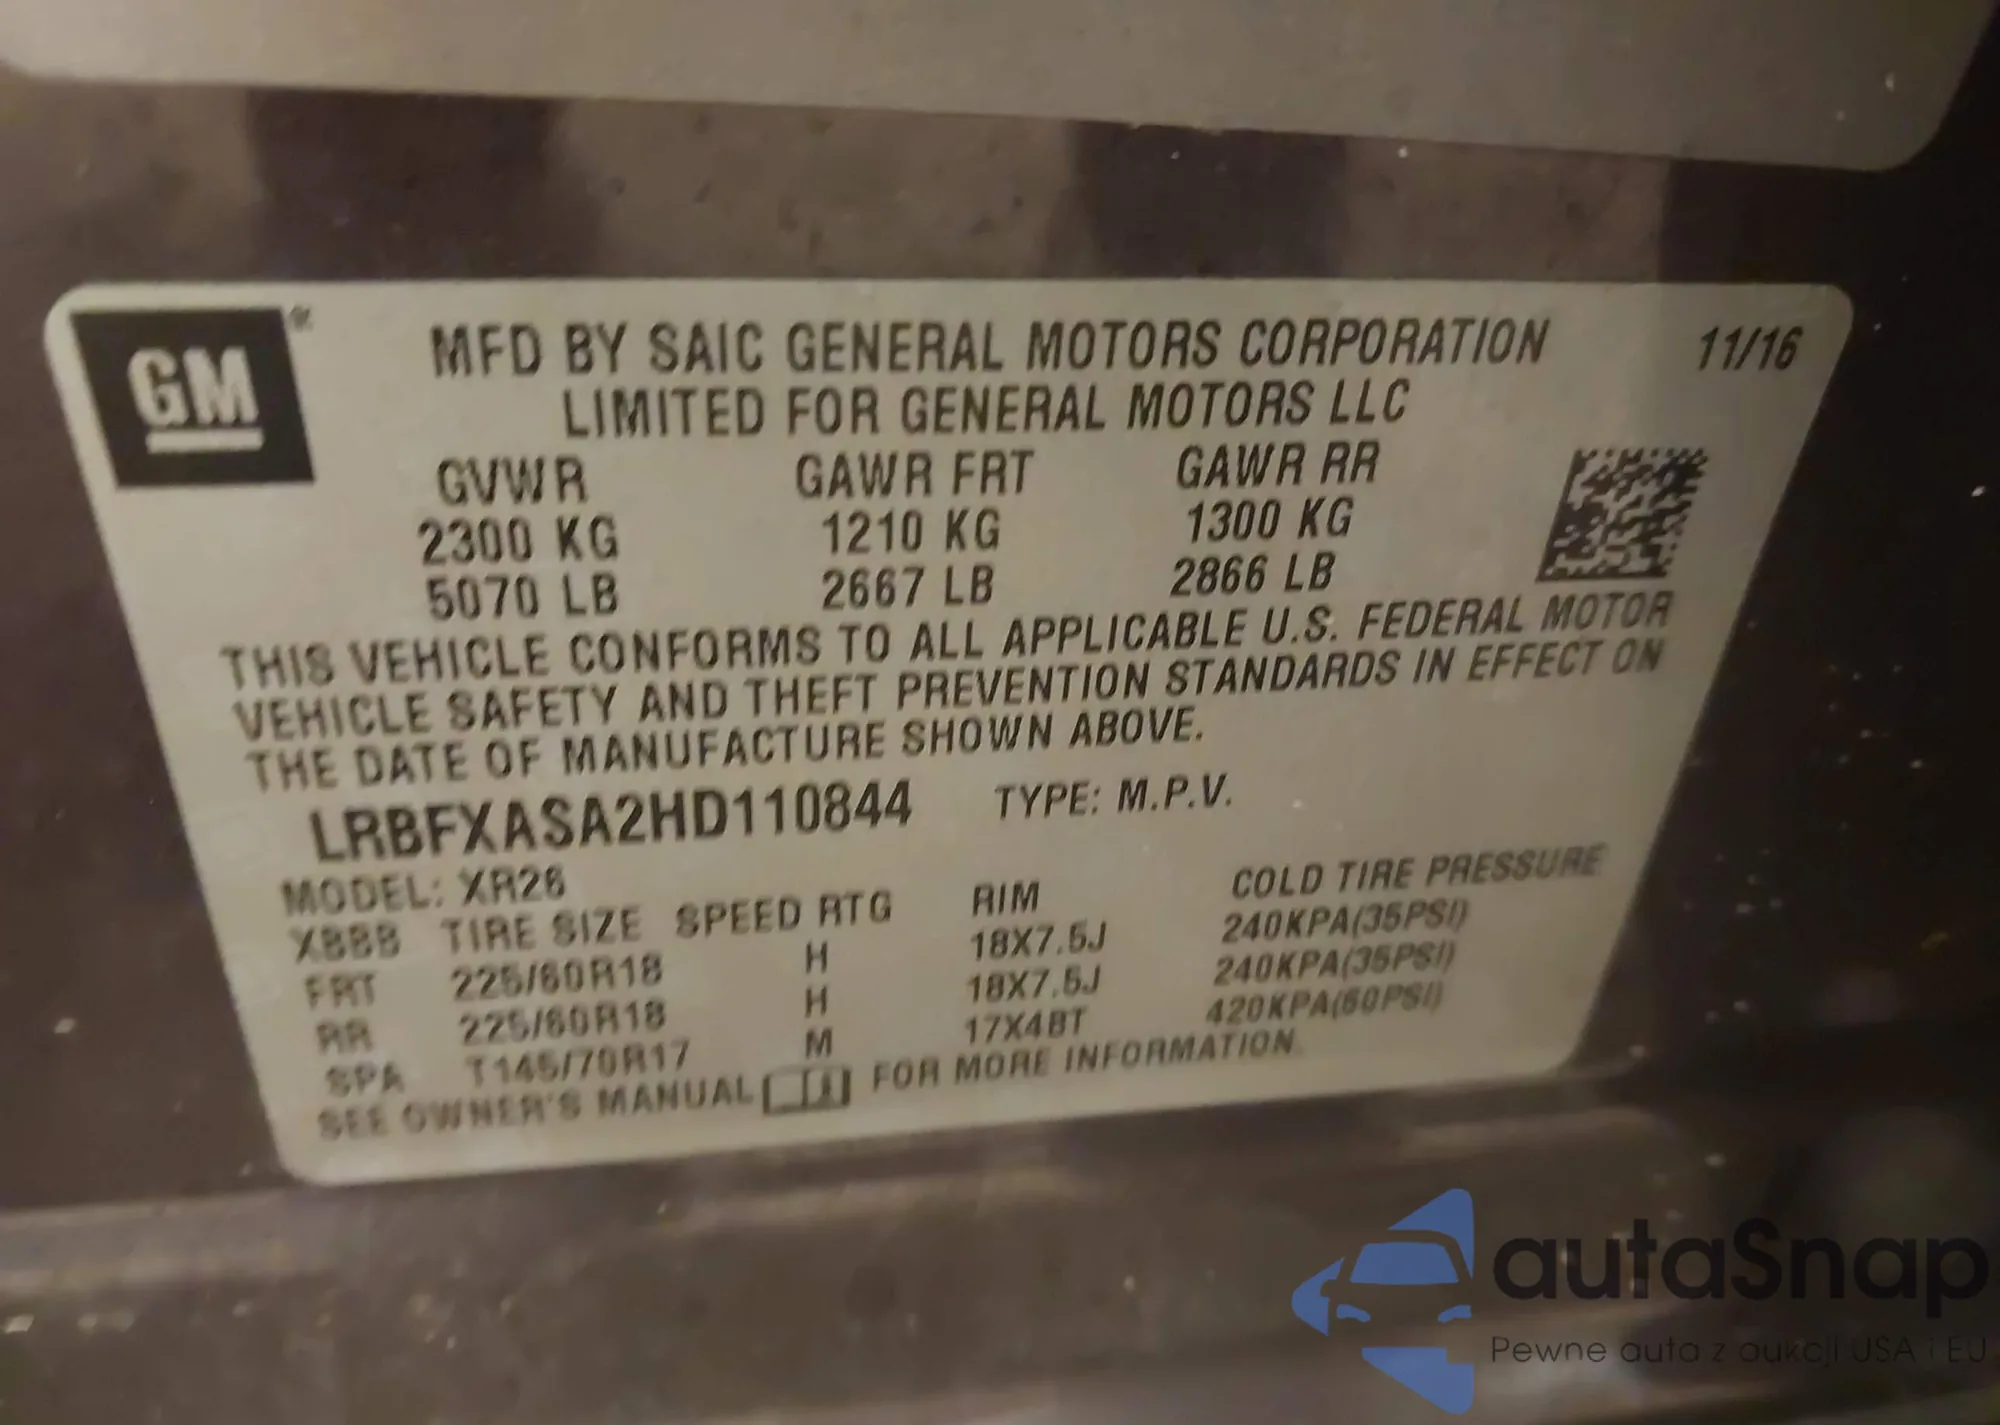 GM
MFD BY SAIC GENERAL MOTORS CORPORATION 11/16
LIMITED FOR GENERAL MOTORS LLC
GVWR GAWR FRT GAWR RR
2300 KG 1210 KG 1300 KG
5070 LB 2667 LB 2866 LB
THIS VEHICLE CONFORMS TO ALL APPLICABLE U.S. FEDERAL MOTOR
VEHICLE SAFETY AND THEFT PREVENTION STANDARDS IN EFFECT ON
THE DATE OF MANUFACTURE SHOWN ABOVE.
LRBFXASA2HD110844 TYPE: M.P.V.
MODEL: XR26
XBBB TIRE SIZE SPEED RTG RIM COLD TIRE PRESSURE
FRT 225/60R18 H 18X7.5J 240KPA(35PSI)
RR 225/60R18 H 18X7.5J 240KPA(35PSI)
SPA T145/70R17 M 17X4BT 420KPA(60PSI)
SEE OWNER'S MANUAL FOR MORE INFORMATION.
autaSnap
Pewne auta z aukcji USA i EU